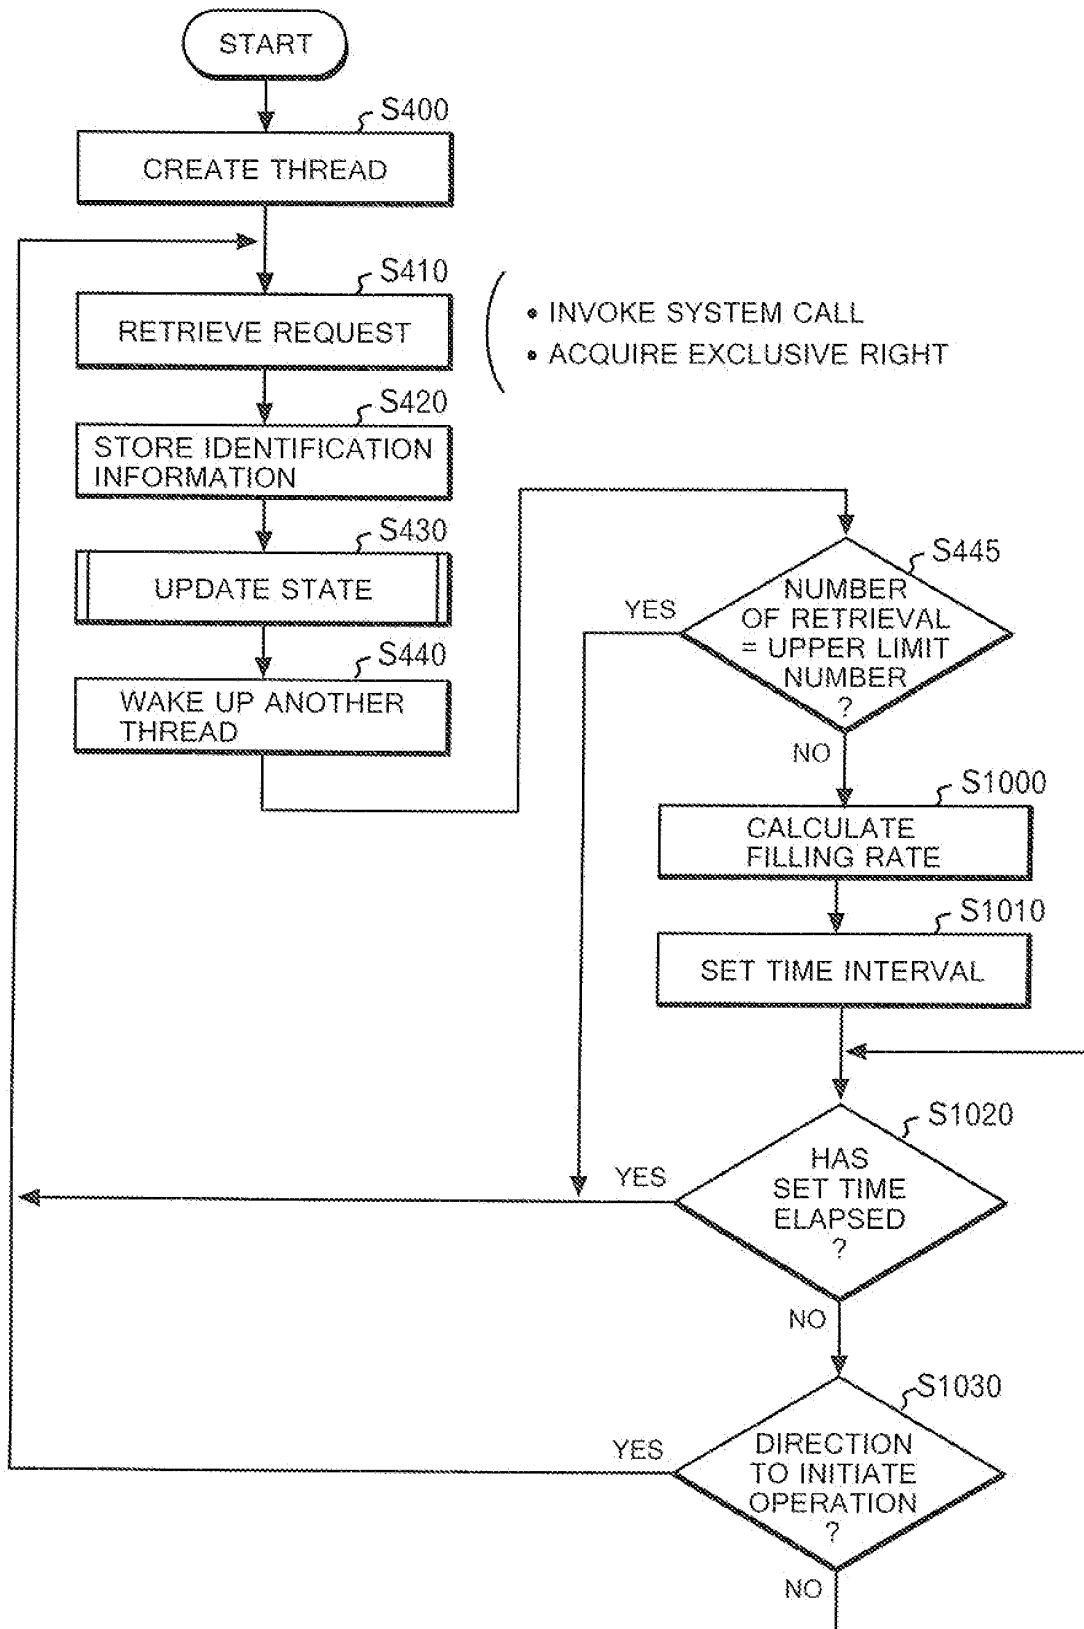 START
S400
CREATE THREAD
S410
RETRIEVE REQUEST
• INVOKE SYSTEM CALL
• ACQUIRE EXCLUSIVE RIGHT
S420
STORE IDENTIFICATION
INFORMATION
S430
UPDATE STATE
S440
WAKE UP ANOTHER
THREAD
S445
YES
NUMBER
OF RETRIEVAL
= UPPER LIMIT
NUMBER
?
NO
S1000
CALCULATE
FILLING RATE
S1010
SET TIME INTERVAL
S1020
YES
HAS
SET TIME
ELAPSED
?
NO
S1030
YES
DIRECTION
TO INITIATE
OPERATION
?
NO